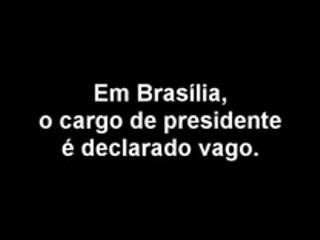 Em Brasília,
o cargo de presidente
é declarado vago.